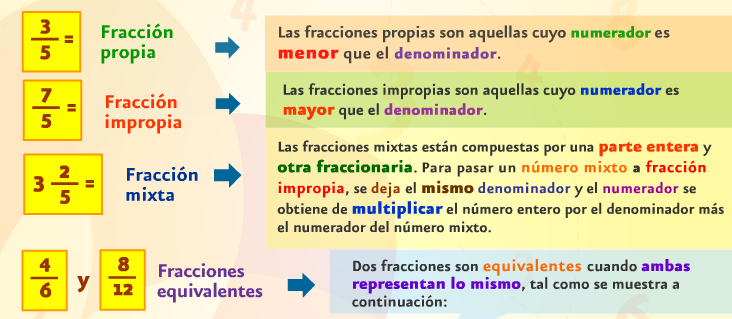 3/5 =
Fracción
propia
Las fracciones propias son aquellas cuyo numerador es
menor que el denominador.
7/5 =
Fracción
impropia
Las fracciones impropias son aquellas cuyo numerador es
mayor que el denominador.
3 2/5 =
Fracción
mixta
Las fracciones mixtas están compuestas por una parte entera y
otra fraccionaria. Para pasar un número mixto a fracción
impropia, se deja el mismo denominador y el numerador se
obtiene de multiplicar el número entero por el denominador más
el numerador del número mixto.
4/6 y 8/12
Fracciones
equivalentes
Dos fracciones son equivalentes cuando ambas
representan lo mismo, tal como se muestra a
continuación: